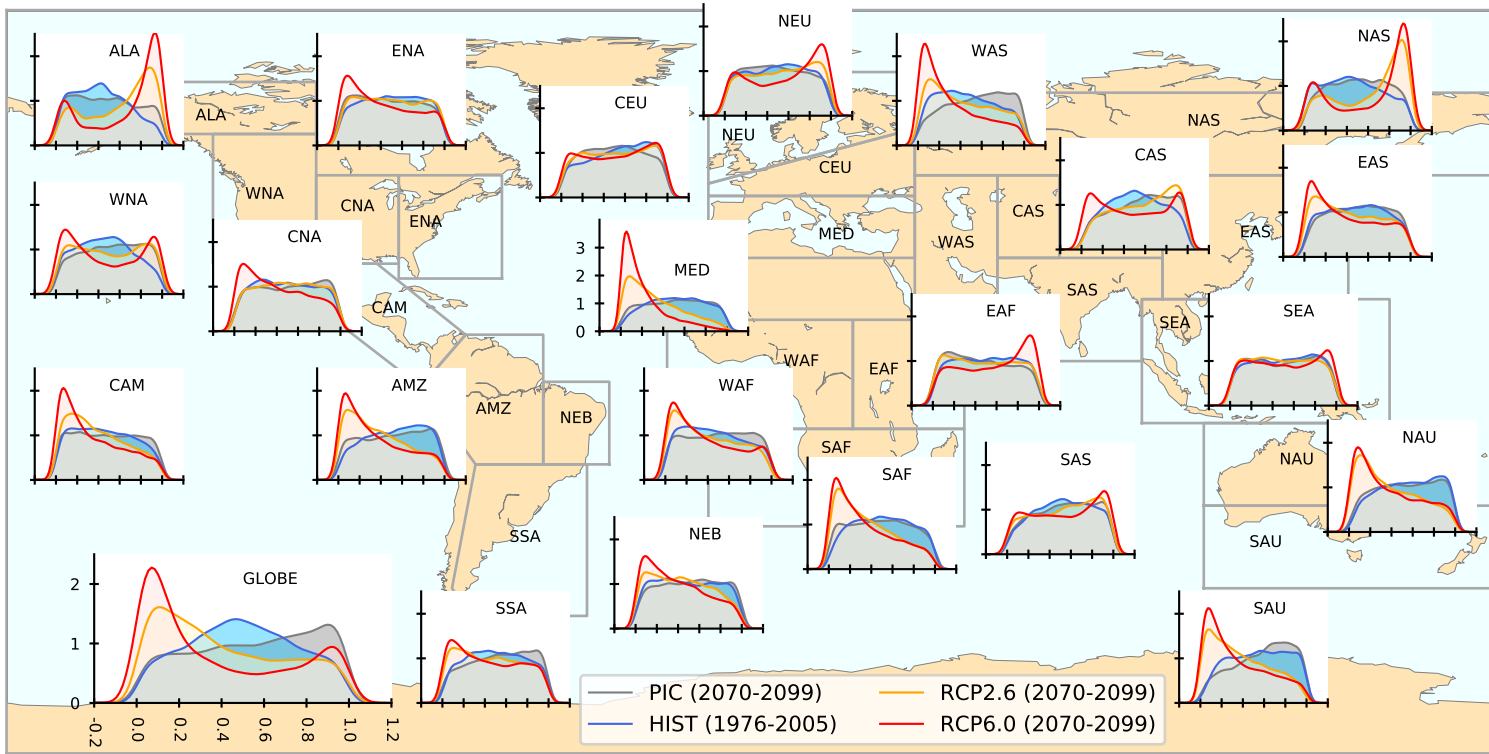 NEU
ALA
ENA
WAS
NAS
CEU
ALA
NAS
NEU
CAS
EAS
CEU
WNA
WNA
CNA
ENA
CAS
CNA
MED
EAS
WAS
MED
3
2
1
0
SAS
CAM
EAF
SEA
SEA
WAF
EAF
CAM
AMZ
WAF
AMZ
NEB
SAF
NAU
NAU
SAS
SAF
NEB
SSA
SAU
GLOBE
2
1
0
-0.2
0.0
0.2
0.4
0.6
0.8
1.0
1.2
SSA
SAU
PIC (2070-2099)
RCP2.6 (2070-2099)
HIST (1976-2005)
RCP6.0 (2070-2099)